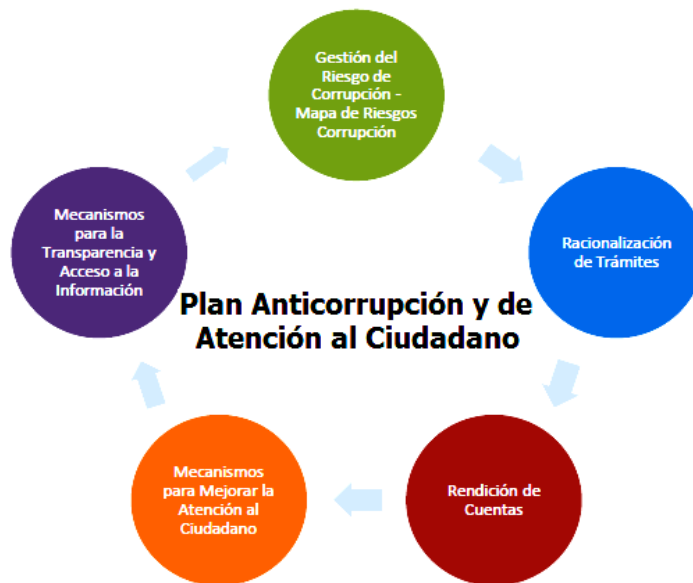 Gestión del
Riesgo de
Corrupción -
Mapa de Riesgos
Corrupción
Racionalización
de Trámites
Rendición de
Cuentas
Mecanismos
para Mejorar la
Atención al
Ciudadano
Mecanismos
para la
Transparencia y
Acceso a la
Información
Plan Anticorrupción y de
Atención al Ciudadano